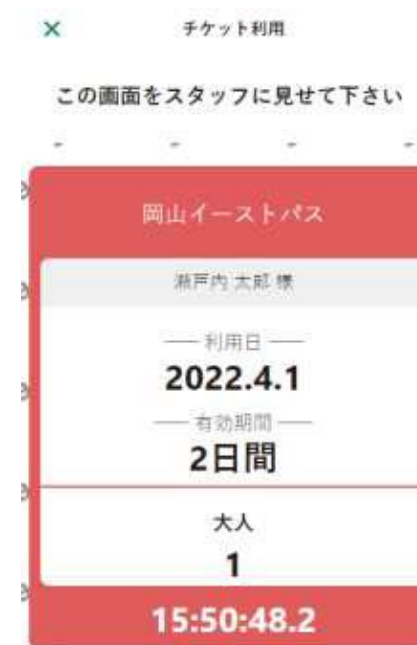 チケット利用
この画面をスタッフに見せて下さい
岡山イーストパス
瀬戸内 太郎 様
利用日
2022.4.1
有効期間
2日間
大人
1
15:50:48.2